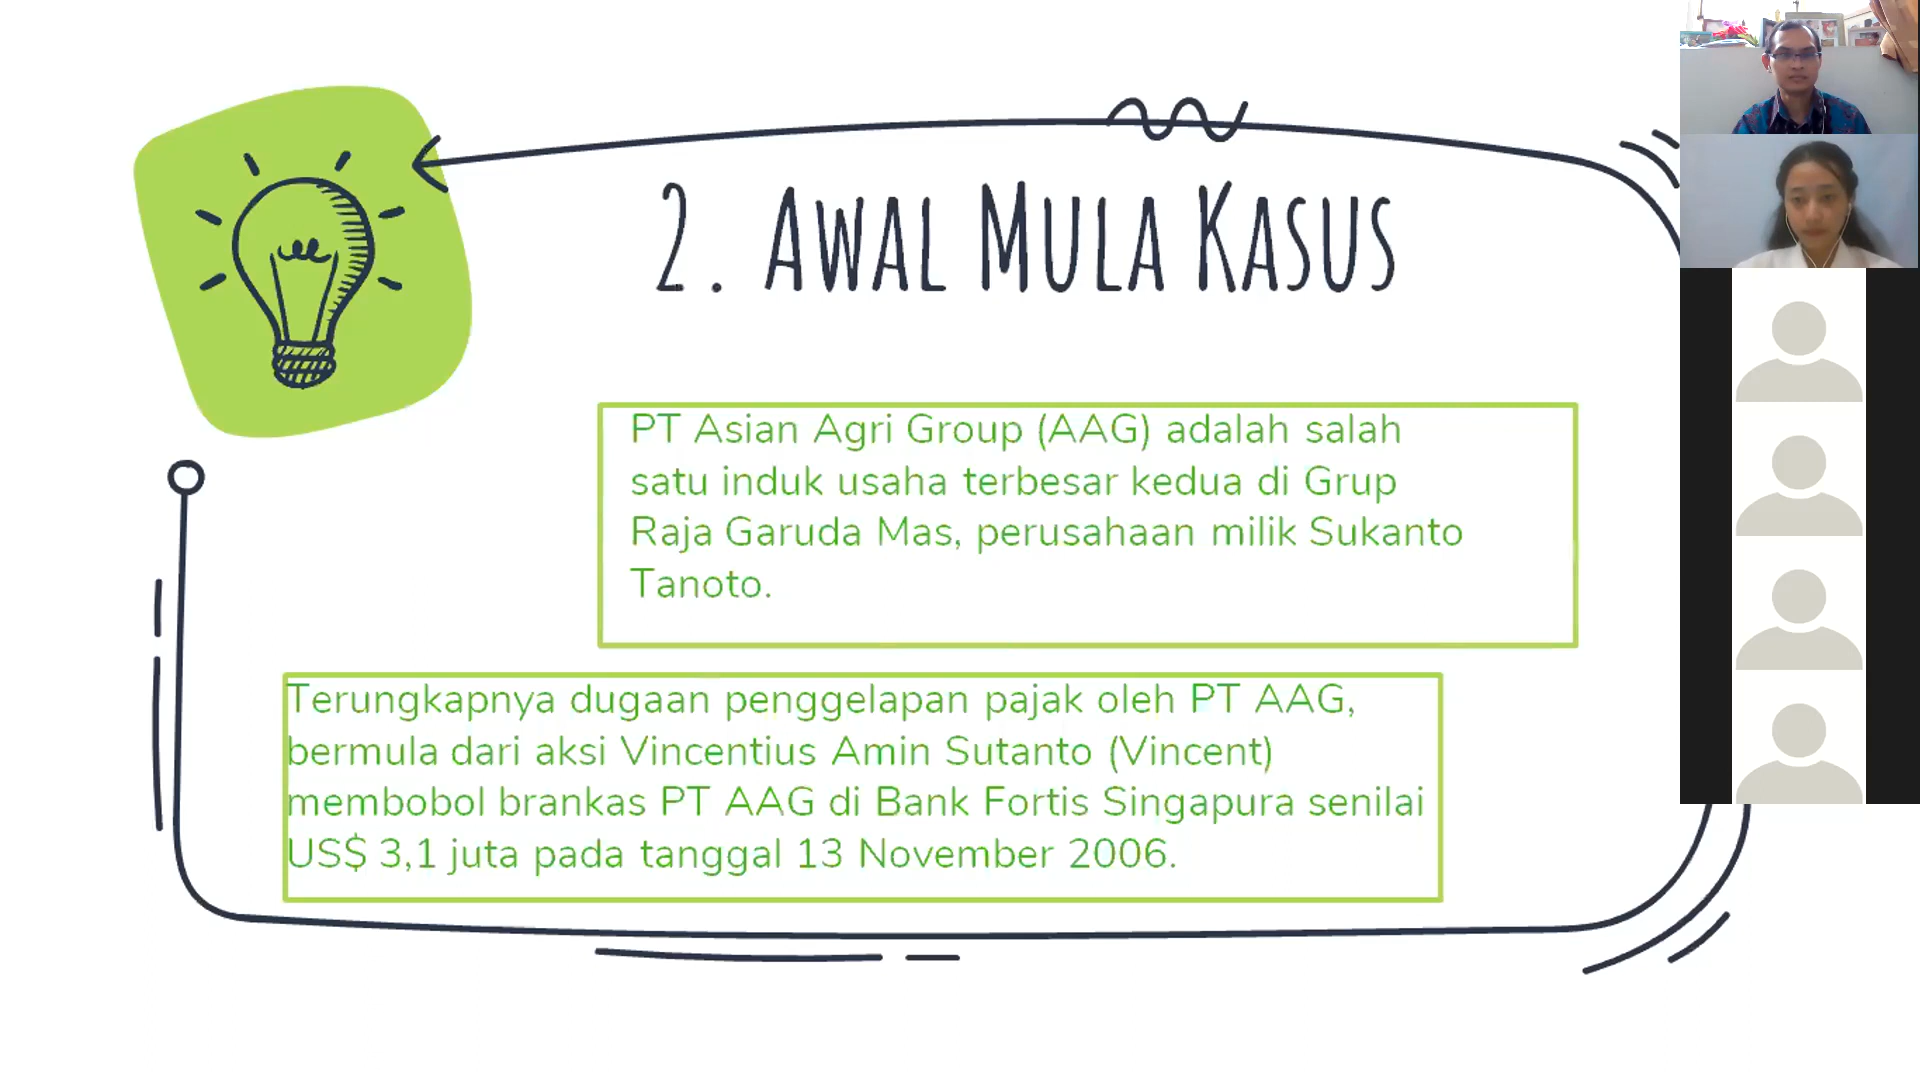 2. AWAL MULA KASUS
PT Asian Agri Group (AAG) adalah salah
satu induk usaha terbesar kedua di Grup
Raja Garuda Mas, perusahaan milik Sukanto
Tanoto.
Terungkapnya dugaan penggelapan pajak oleh PT AAG,
bermula dari aksi Vincentius Amin Sutanto (Vincent)
membobol brankas PT AAG di Bank Fortis Singapura senilai
US$ 3,1 juta pada tanggal 13 November 2006.